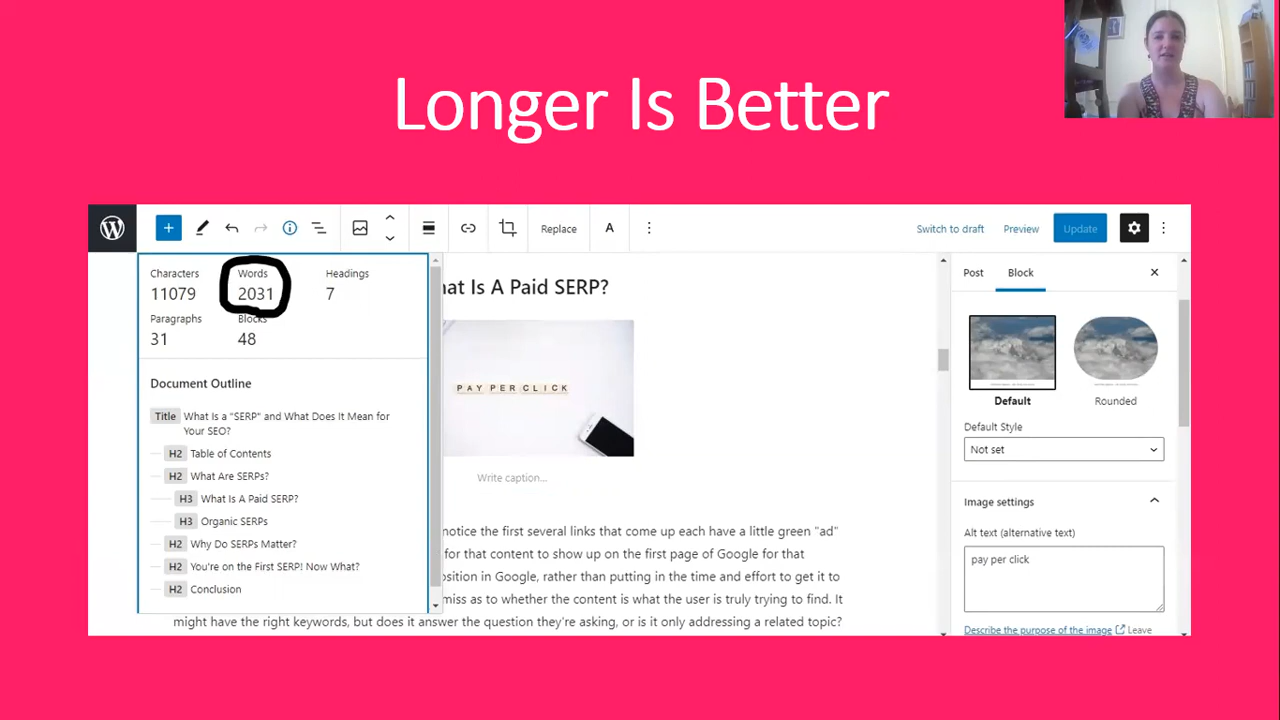 Longer Is Better
Replace
A
Switch to draft
Preview
Update
Characters
Words
Headings
11079
2031
7
Paragraphs
Blocks
31
48
Document Outline
Title What Is a "SERP" and What Does It Mean for
Your SEO?
H2 Table of Contents
H2 What Are SERPs?
H3 What Is A Paid SERP?
H3 Organic SERPs
H2 Why Do SERPs Matter?
H2 You're on the First SERP! Now What?
H2 Conclusion
hat Is A Paid SERP?
PAY PER CLICK
Write caption...
notice the first several links that come up each have a little green "ad"
for that content to show up on the first page of Google for that
osition in Google, rather than putting in the time and effort to get it to
miss as to whether the content is what the user is truly trying to find. It
might have the right keywords, but does it answer the question they're asking, or is it only addressing a related topic?
Post
Block
Default
Rounded
Default Style
Not set
Image settings
Alt text (alternative text)
pay per click
Describe the purpose of the image Leave